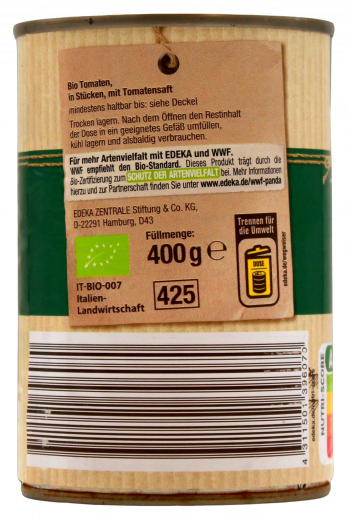 Bio Tomaten,
in Stücken, mit Tomatensaft
mindestens haltbar bis: siehe Deckel
Trocken lagern. Nach dem Öffnen den Restinhalt
der Dose in ein geeignetes Gefäß umfüllen,
kühl lagern und alsbaldig verbrauchen.
Für mehr Artenvielfalt mit EDEKA und WWF.
WWF empfiehlt den Bio-Standard. Dieses Produkt trägt durch die
Bio-Zertifizierung zum SCHUTZ DER ARTENVIELFALT bei. Mehr Informationen
hierzu und zur Partnerschaft finden Sie unter www.edeka.de/wwf-panda
EDEKA ZENTRALE Stiftung & Co. KG,
D-22291 Hamburg, D43
Füllmenge:
400 g ℮
IT-BIO-007
Italien-
Landwirtschaft
425
Trennen für
die Umwelt
DOSE
edeka.de/wegweiser
4 311501 396070
NUTRI-SCORE